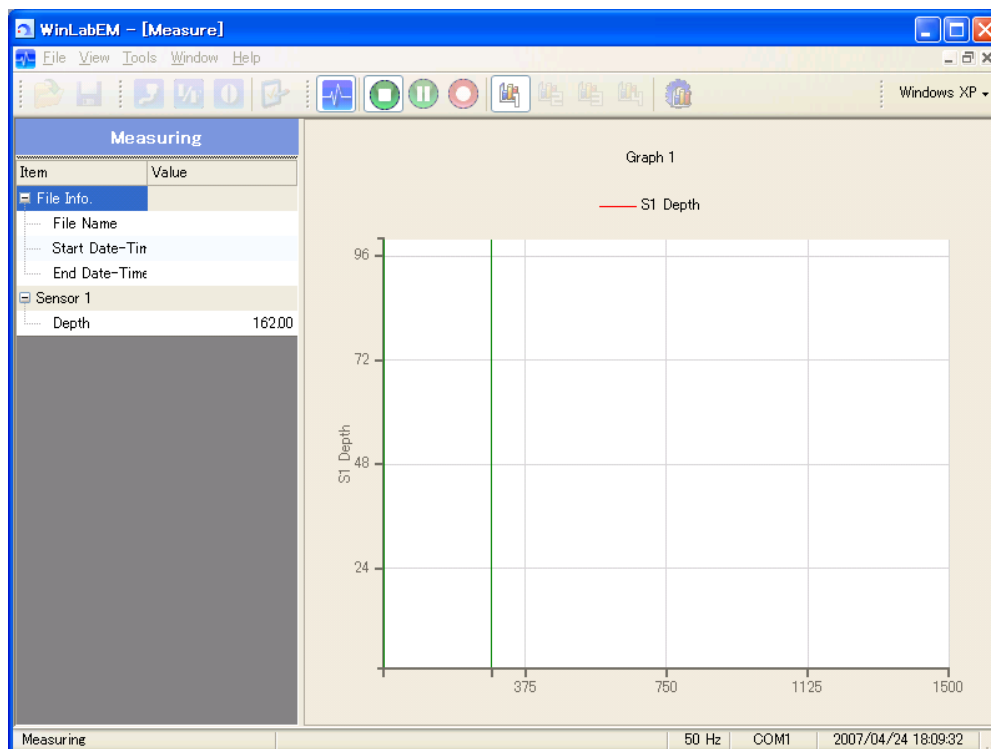 WinLabEM - [Measure]
File View Tools Window Help
Windows XP
Measuring
Item Value
File Info.
File Name
Start Date-Tin
End Date-Time
Sensor 1
Depth 162.00
Graph 1
S1 Depth
96
72
48
24
S1 Depth
375 750 1125 1500
Measuring 50 Hz COM1 2007/04/24 18:09:32